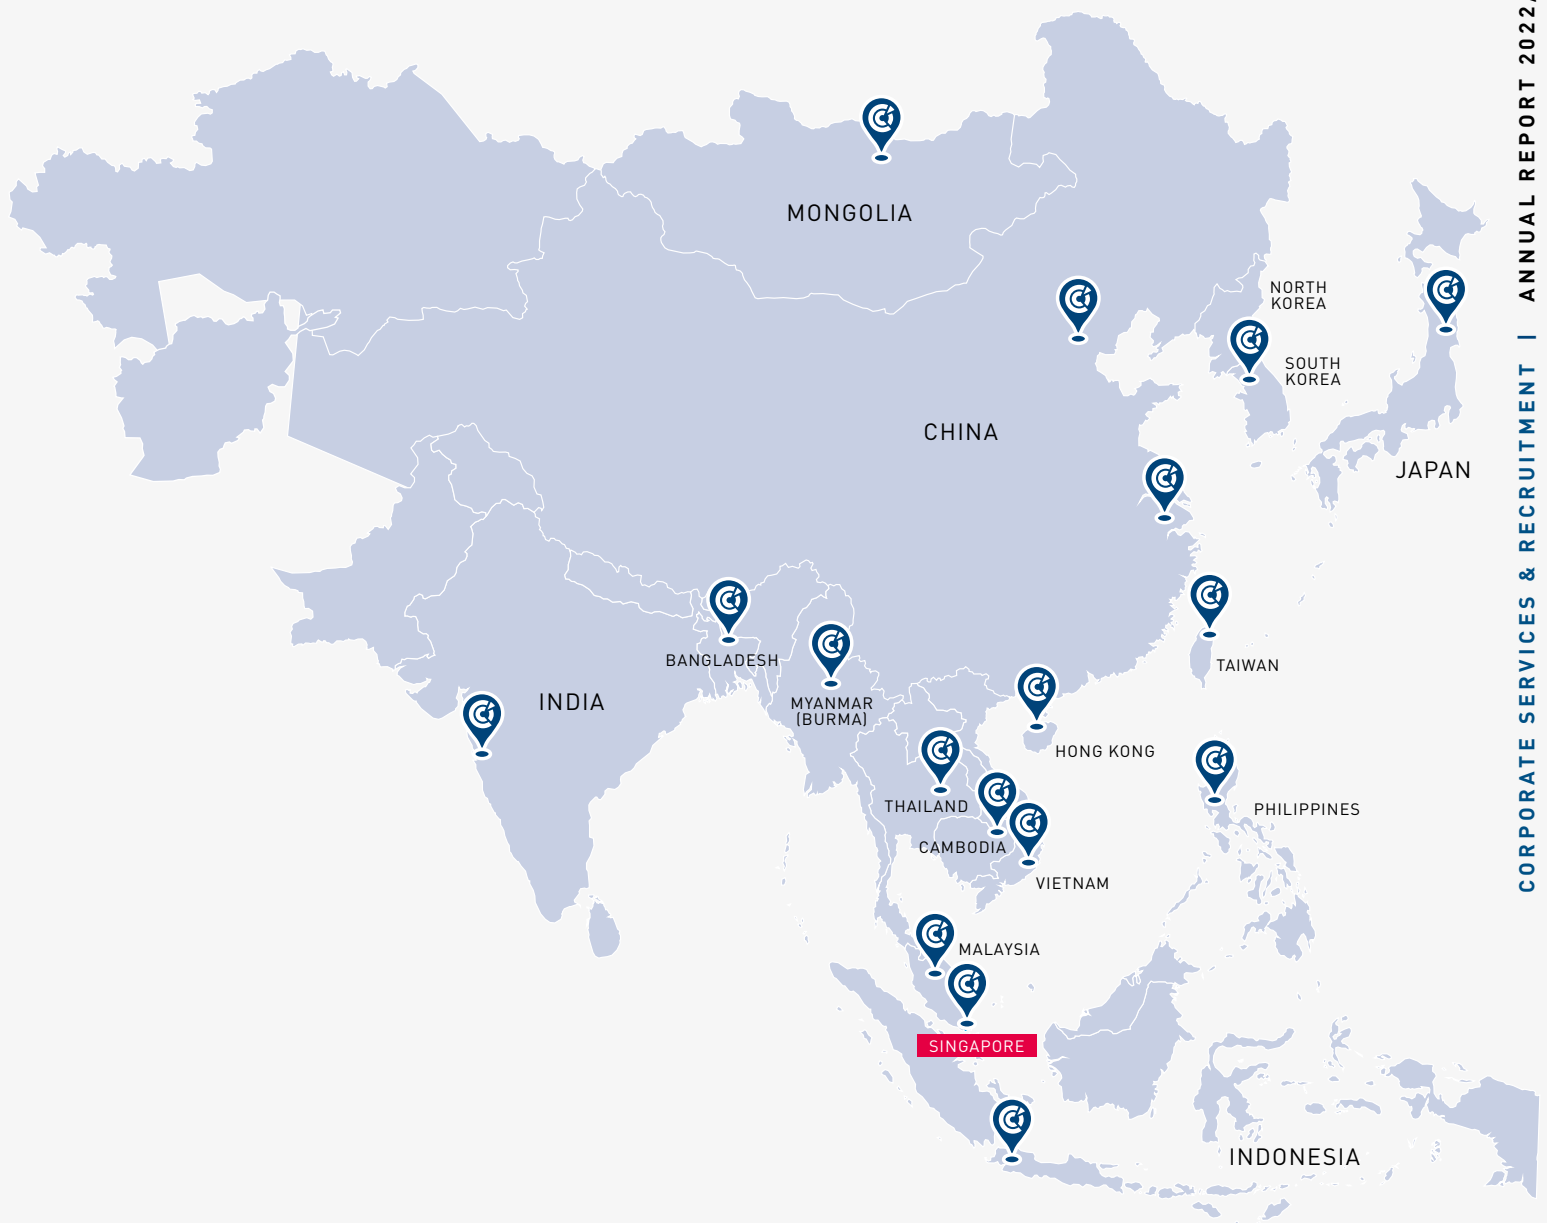 MONGOLIA
NORTH
KOREA
SOUTH
KOREA
CHINA
JAPAN
BANGLADESH
TAIWAN
INDIA
MYANMAR
(BURMA)
HONG KONG
THAILAND
PHILIPPINES
CAMBODIA
VIETNAM
MALAYSIA
SINGAPORE
INDONESIA
CORPORATE SERVICES & RECRUITMENT | ANNUAL REPORT 2022